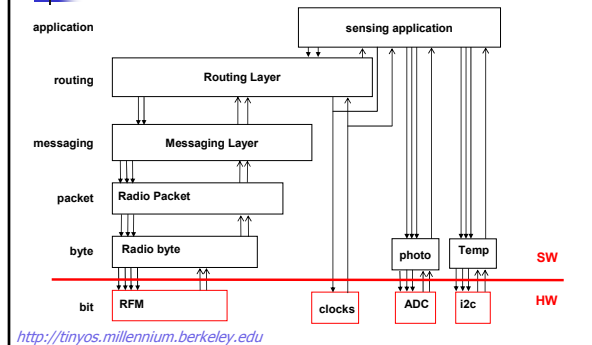 application
sensing application
routing
Routing Layer
messaging
Messaging Layer
packet
Radio Packet
byte
Radio byte
photo
Temp
SW
bit
RFM
clocks
ADC
i2c
HW
http://tinyos.millennium.berkeley.edu